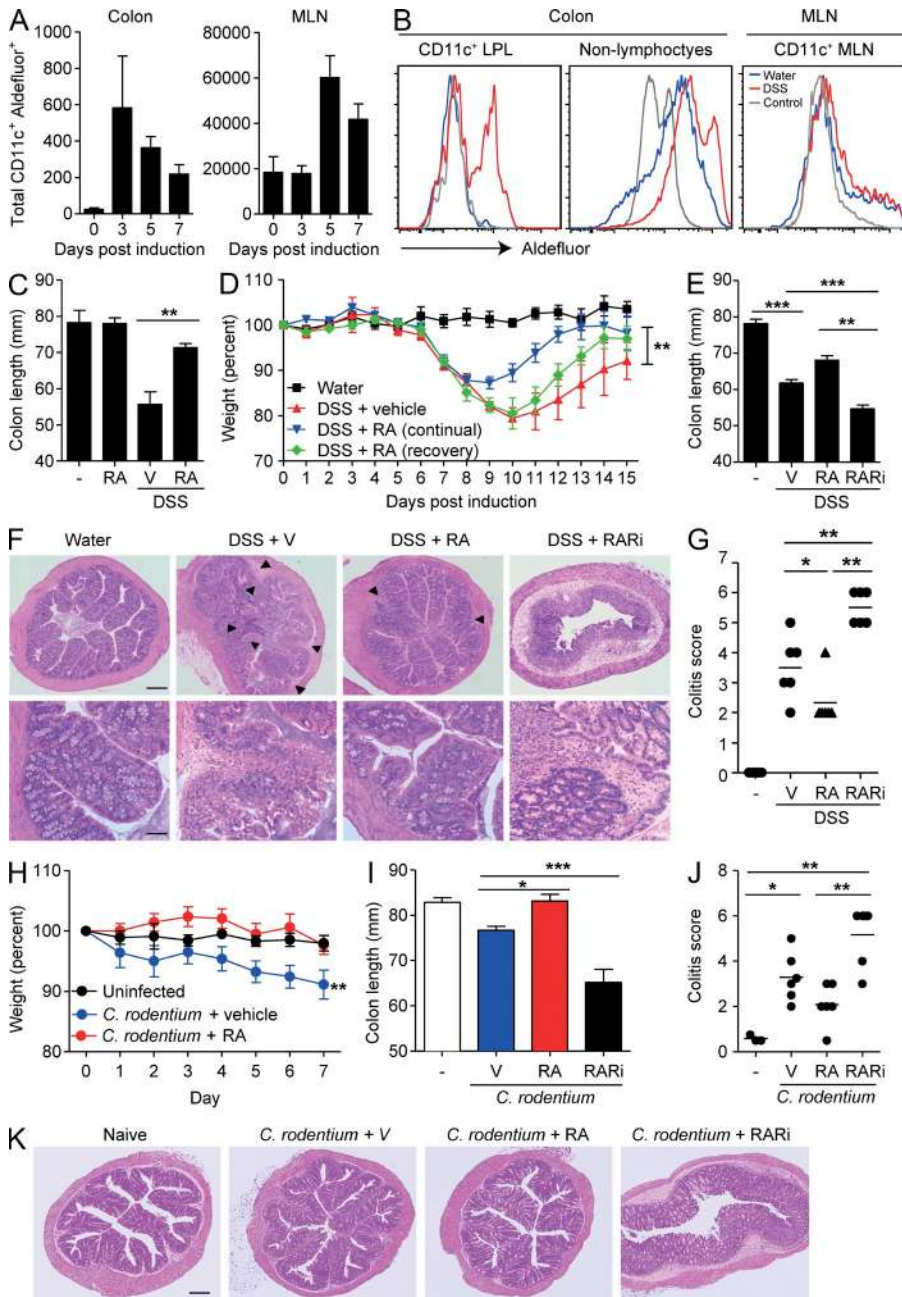 A
Colon
MLN
Total CD11c+ Aldefluor+
1000
800
600
400
200
0
0 3 5 7
Days post induction
80000
60000
40000
20000
0
0 3 5 7
Days post induction
B
Colon
MLN
CD11c+ LPL
Non-lymphoctyes
CD11c+ MLN
Water
DSS
Control
Aldefluor
C
Colon length (mm)
90
80
70
60
50
40
**
- RA V RA
DSS
D
Weight (percent)
110
100
90
80
70
Water
DSS + vehicle
DSS + RA (continual)
DSS + RA (recovery)
**
0 1 2 3 4 5 6 7 8 9 10 11 12 13 14 15
Days post induction
E
Colon length (mm)
90
80
70
60
50
40
***
***
**
- V RA RARi
DSS
F
Water
DSS + V
DSS + RA
DSS + RARi
G
Colitis score
7
6
5
4
3
2
1
0
**
* **
- V RA RARi
DSS
H
Weight (percent)
110
100
90
80
Uninfected
C. rodentium + vehicle
C. rodentium + RA
**
0 1 2 3 4 5 6 7
Day
I
Colon length (mm)
90
80
70
60
50
***
*
- V RA RARi
C. rodentium
J
Colitis score
8
6
4
2
0
**
* **
- V RA RARi
C. rodentium
K
Naive
C. rodentium + V
C. rodentium + RA
C. rodentium + RARi